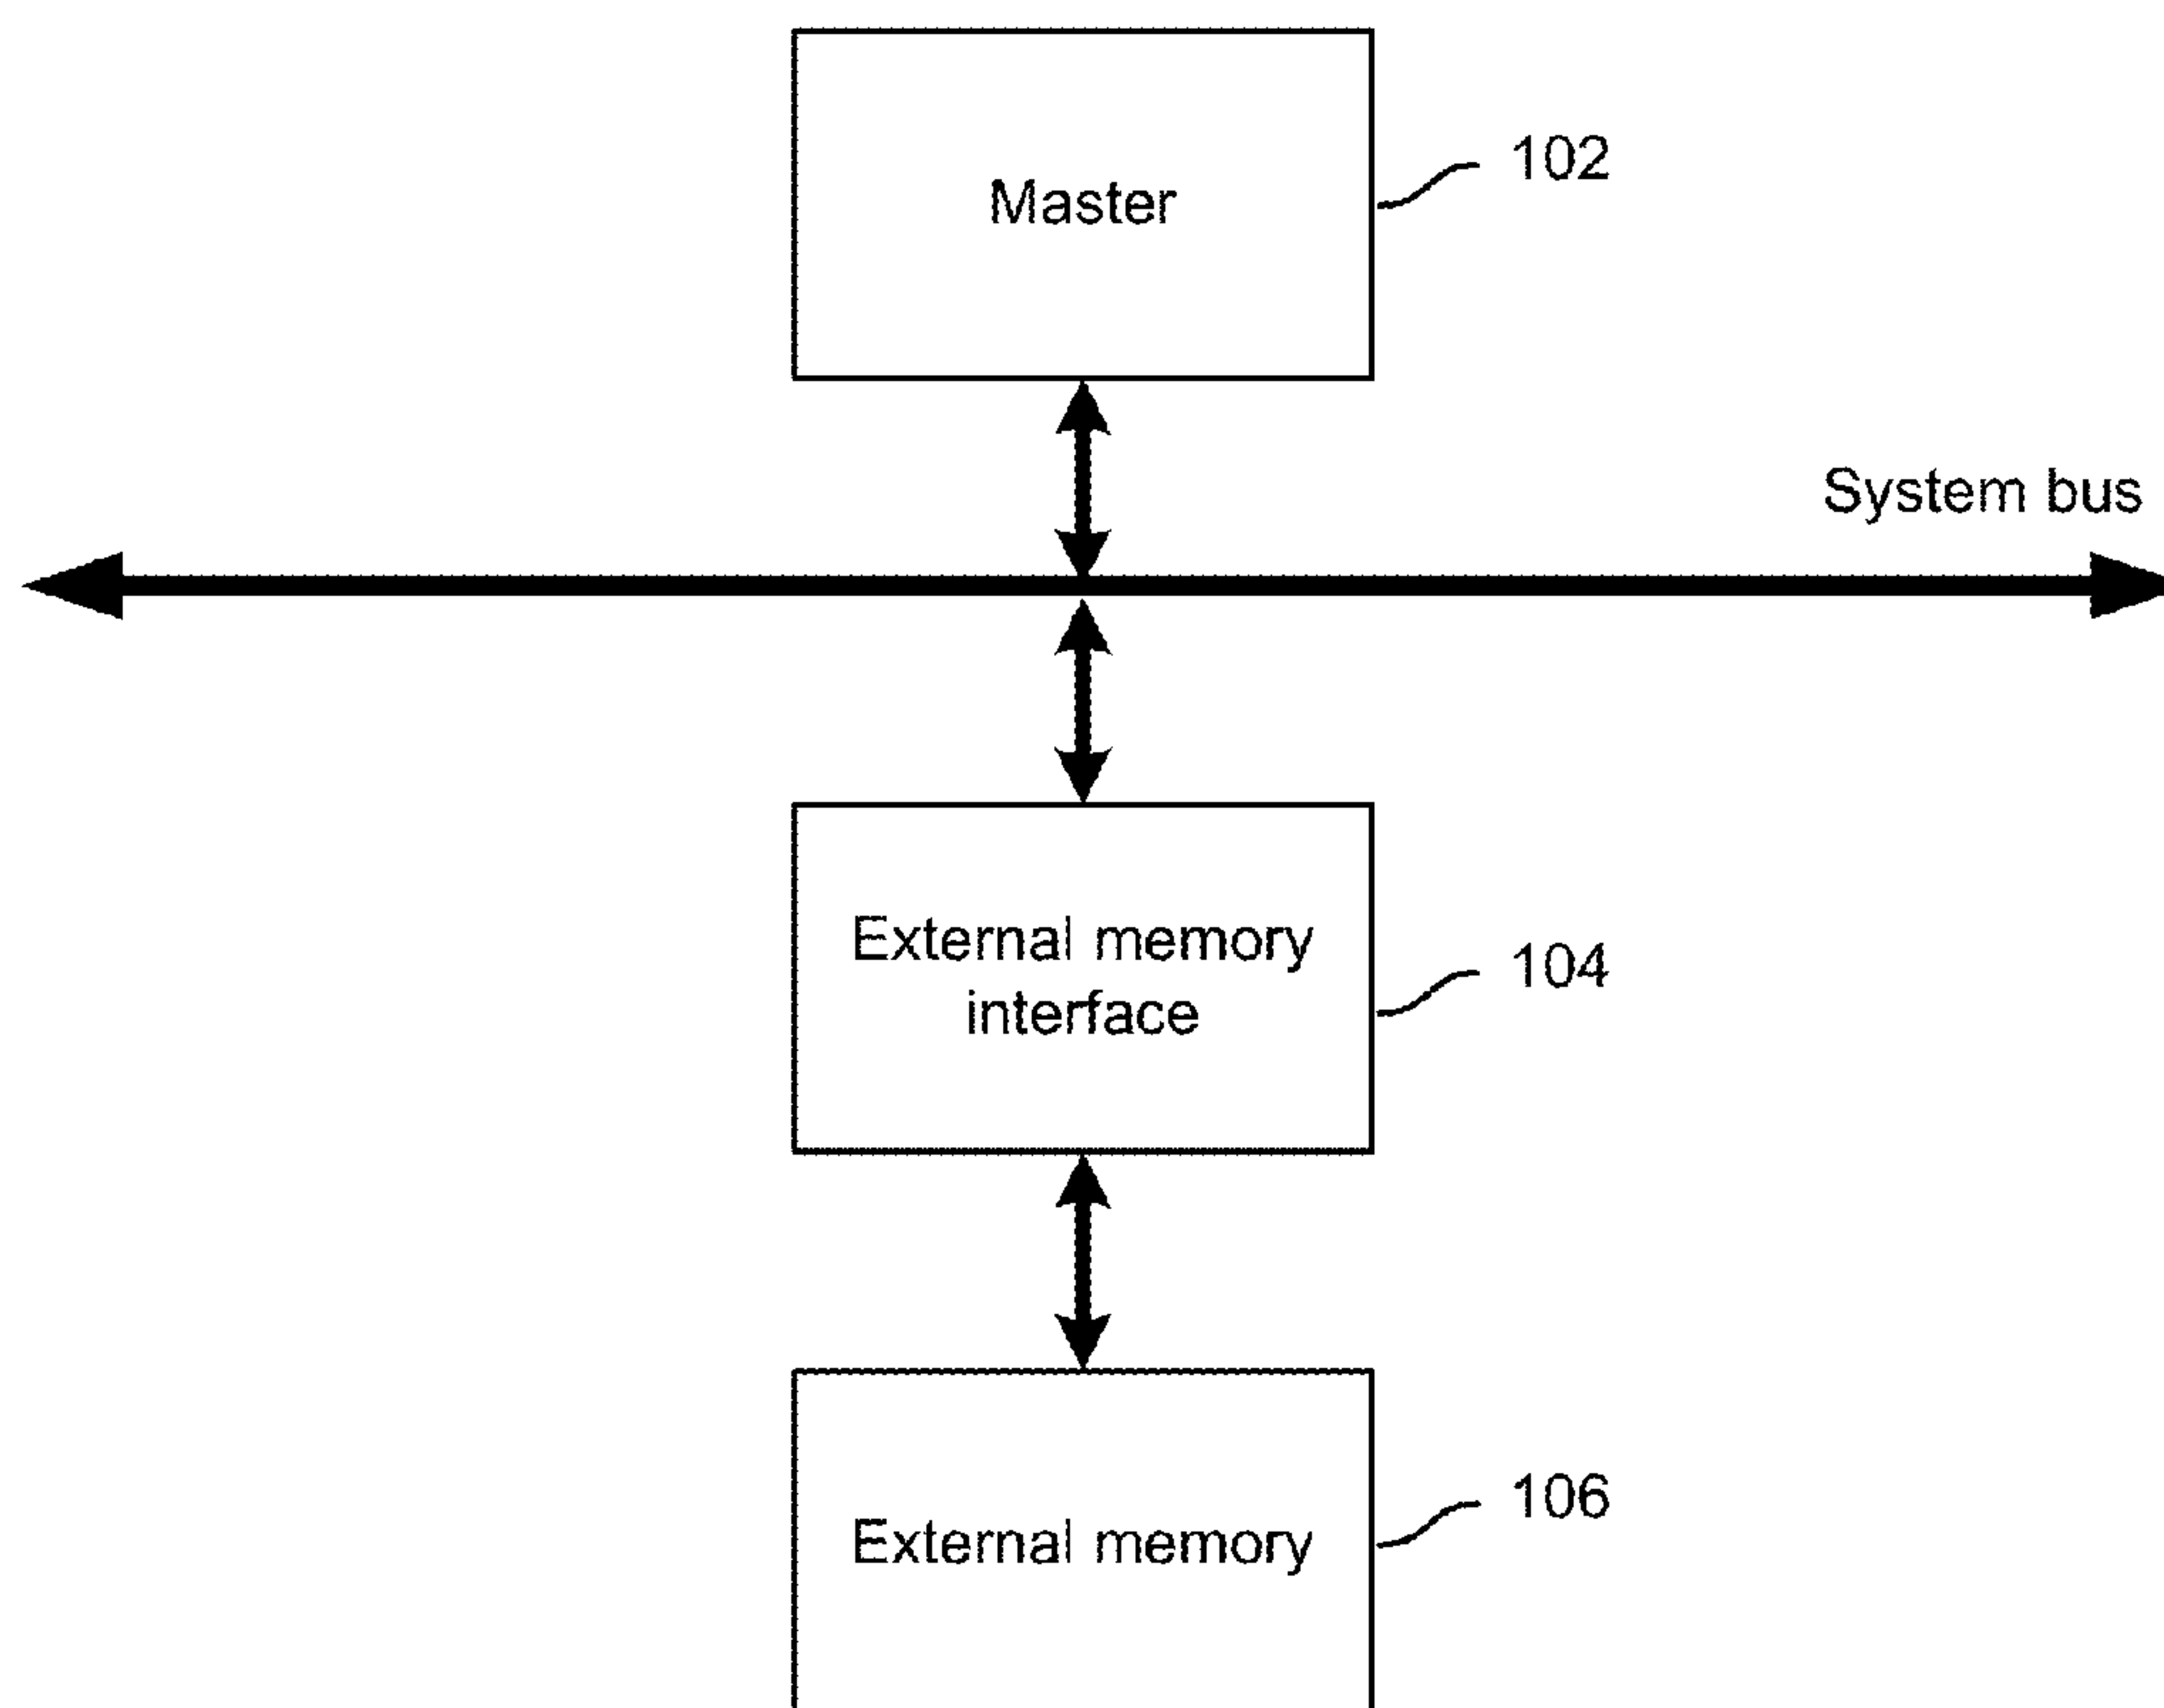 Master
102
System bus
External memory
interface
104
External memory
106